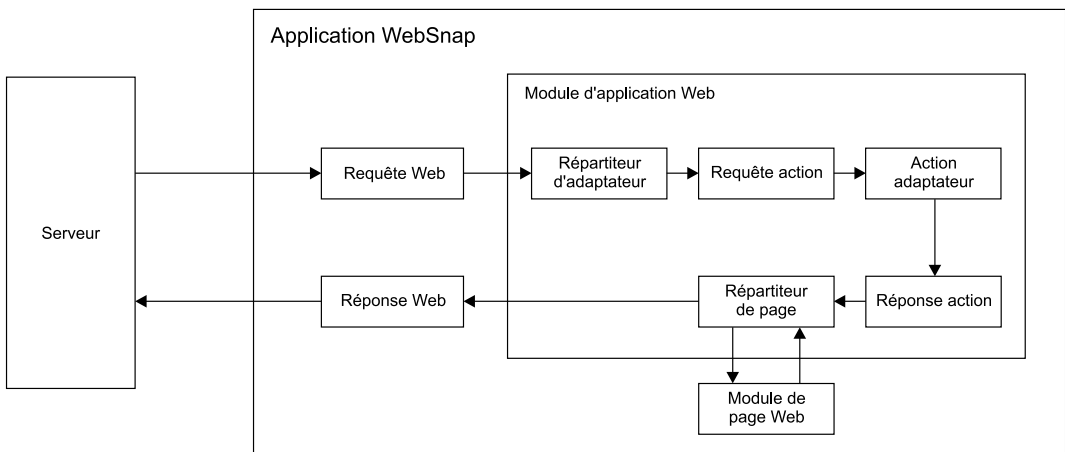 Application WebSnap
Module d'application Web
Requête Web
Répartiteur
d'adaptateur
Requête action
Action
adaptateur
Serveur
Réponse Web
Répartiteur
de page
Réponse action
Module de
page Web